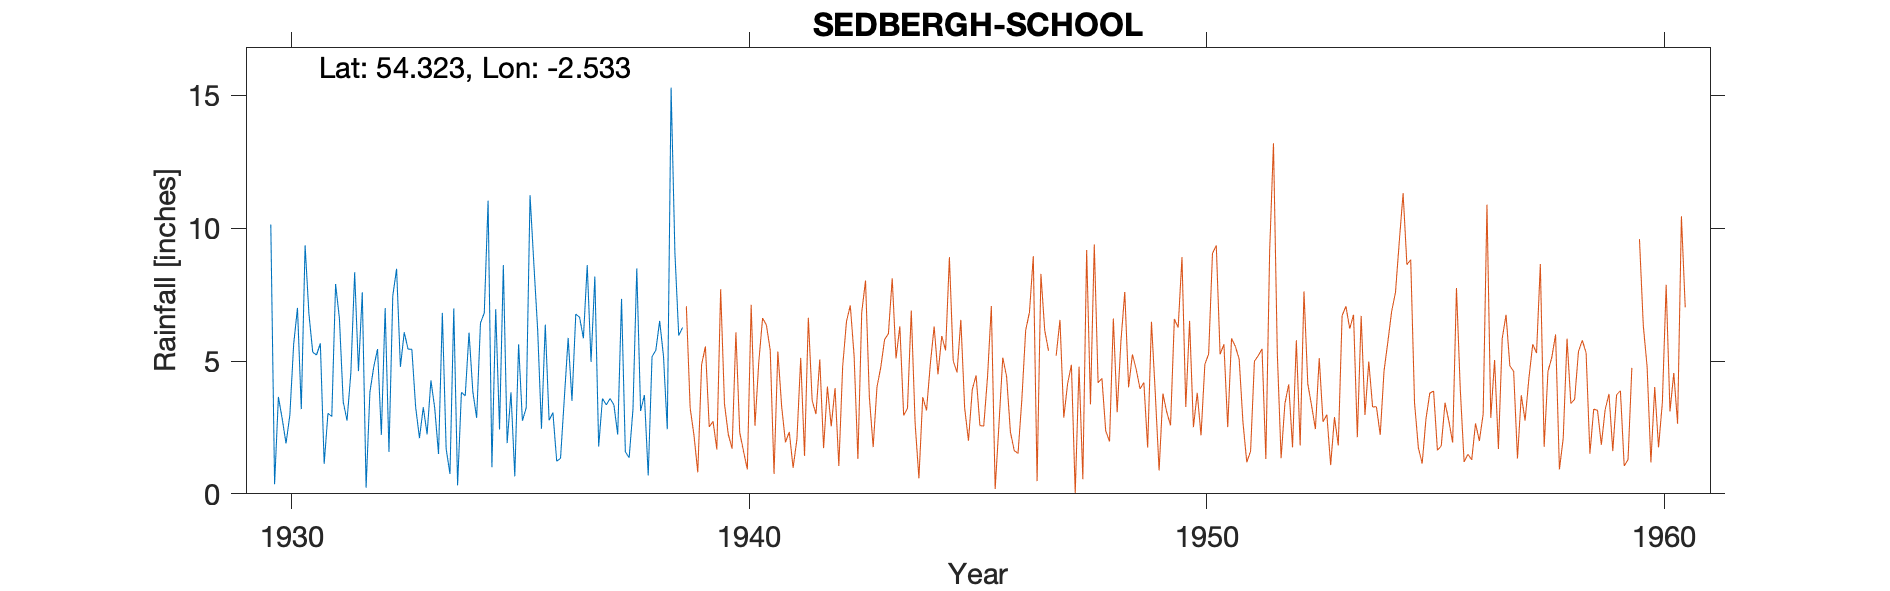 SEDBERGH-SCHOOL
Lat: 54.323, Lon: -2.533
15
10
5
0
Rainfall [inches]
1930 1940 1950 1960
Year